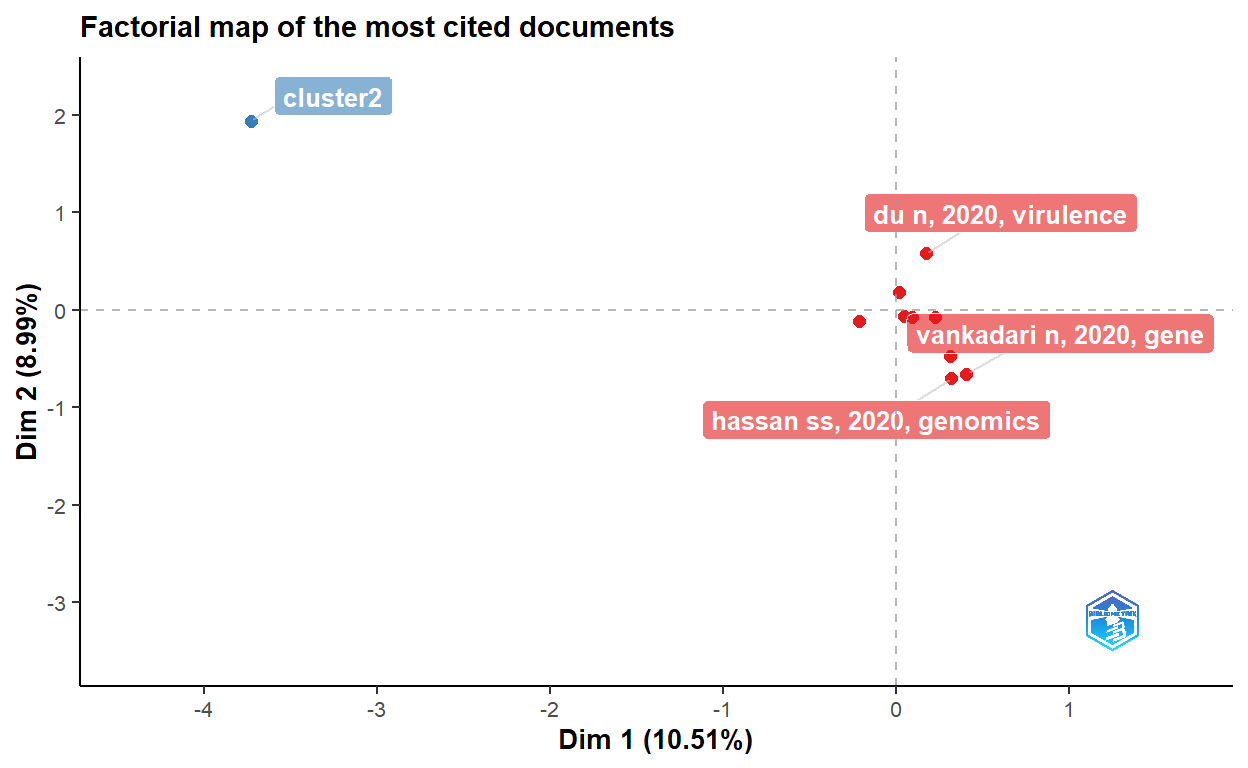 Factorial map of the most cited documents
cluster2
du n, 2020, virulence
vankadari n, 2020, gene
hassan ss, 2020, genomics
2
1
0
-1
-2
-3
Dim 2 (8.99%)
-4
-3
-2
-1
0
1
Dim 1 (10.51%)
BIBLIOMETRIX